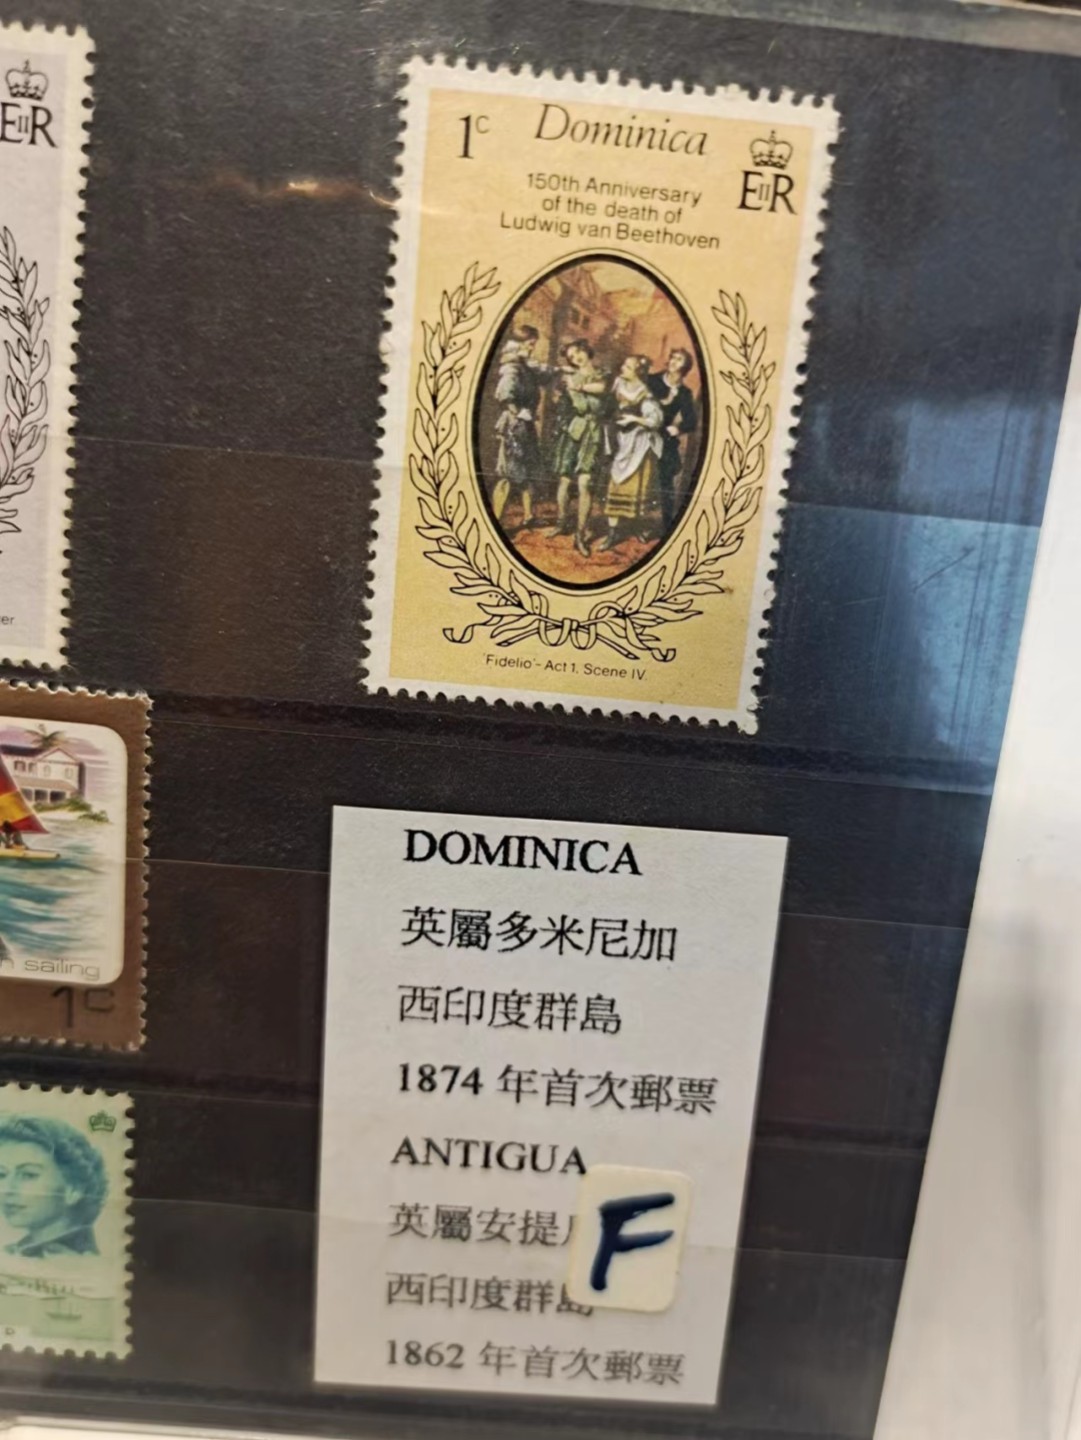 EIIR
er
1c Dominica EIIR
150th Anniversary
of the death of
Ludwig van Beethoven
'Fidelio'- Act 1. Scene IV.
sailing
1c
DOMINICA
英屬多米尼加
西印度群島
1874 年首次郵票
ANTIGUA
英屬安提
F
西印度群島
1862 年首次郵票